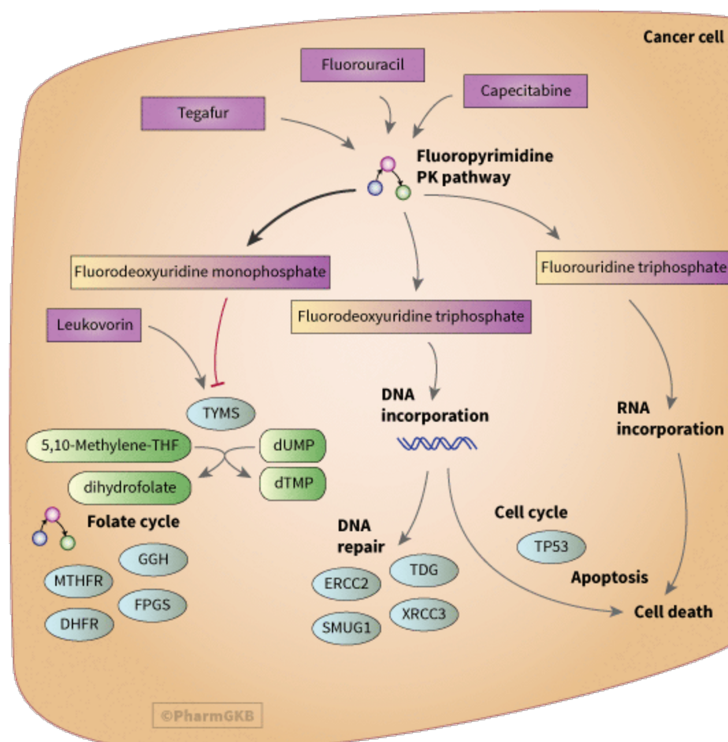 Cancer cell
Fluorouracil
Capecitabine
Tegafur
Fluoropyrimidine
PK pathway
Fluorodeoxyuridine monophosphate
Fluorouridine triphosphate
Fluorodeoxyuridine triphosphate
Leukovorin
DNA
incorporation
RNA
incorporation
TYMS
5,10-Methylene-THF
dUMP
dihydrofolate
dTMP
Folate cycle
GGH
MTHFR
FPGS
DHFR
DNA
repair
ERCC2
TDG
SMUG1
XRCC3
Cell cycle
TP53
Apoptosis
Cell death
©PharmGKB